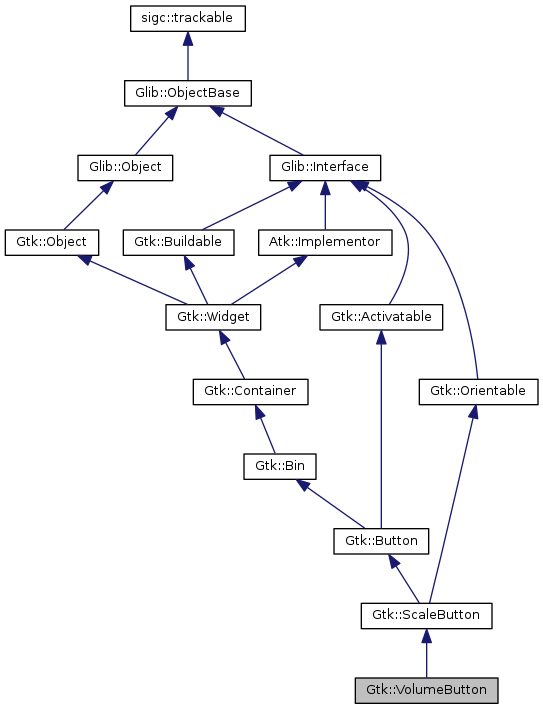 sigc::trackable
Glib::ObjectBase
Glib::Object
Glib::Interface
Gtk::Object
Gtk::Buildable
Atk::Implementor
Gtk::Widget
Gtk::Activatable
Gtk::Container
Gtk::Orientable
Gtk::Bin
Gtk::Button
Gtk::ScaleButton
Gtk::VolumeButton